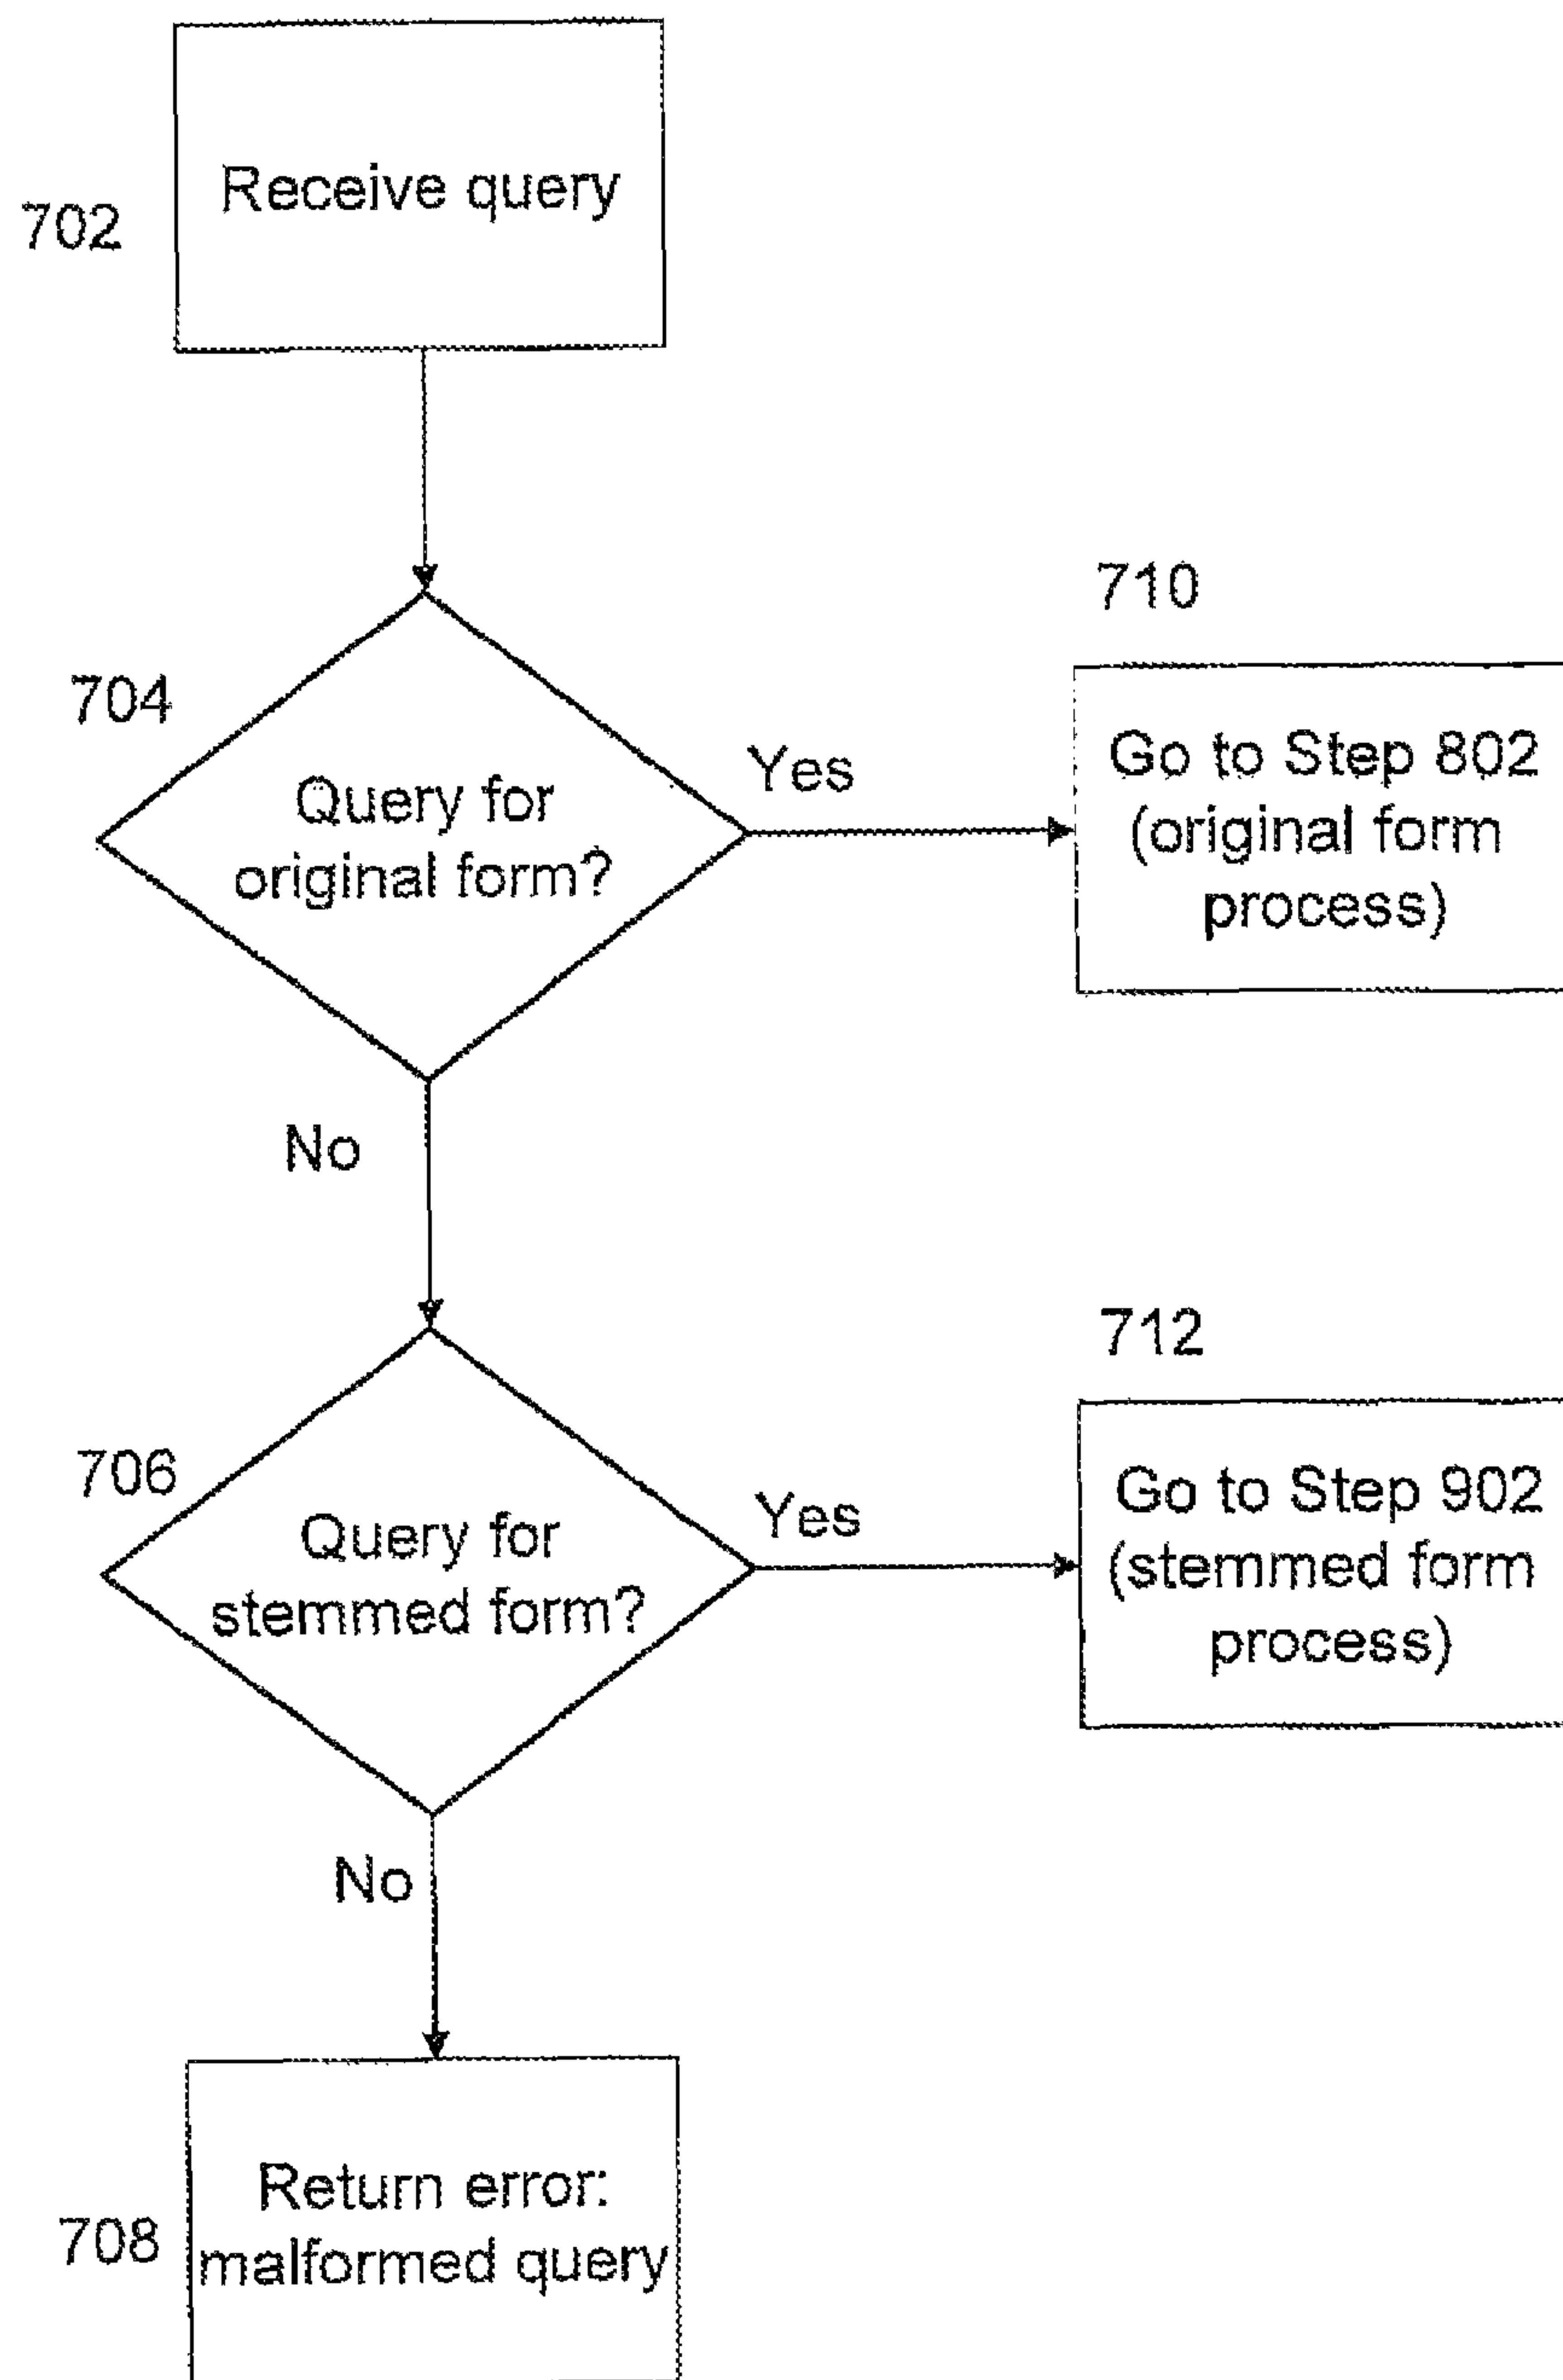 702
Receive query
704
Query for
original form?
Yes
710
Go to Step 802
(original form
process)
No
706
Query for
stemmed form?
Yes
712
Go to Step 902
(stemmed form
process)
No
708
Return error:
malformed query